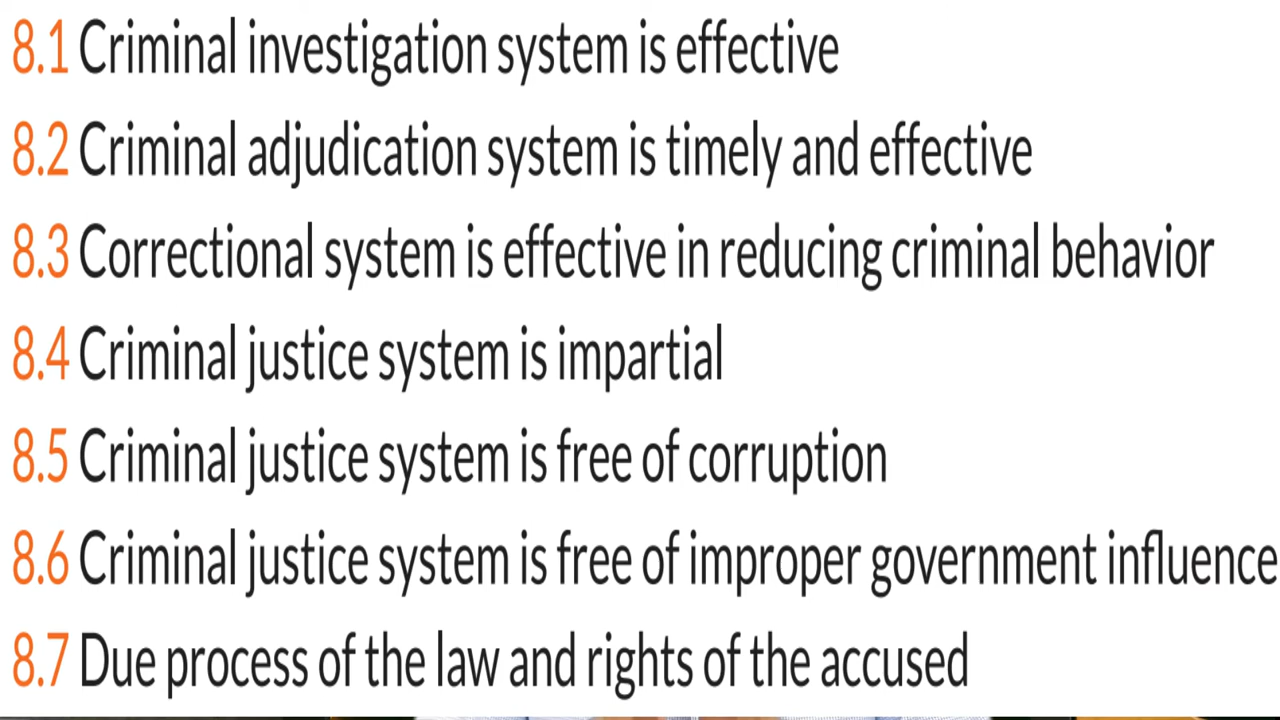 8.1 Criminal investigation system is effective
8.2 Criminal adjudication system is timely and effective
8.3 Correctional system is effective in reducing criminal behavior
8.4 Criminal justice system is impartial
8.5 Criminal justice system is free of corruption
8.6 Criminal justice system is free of improper government influence
8.7 Due process of the law and rights of the accused